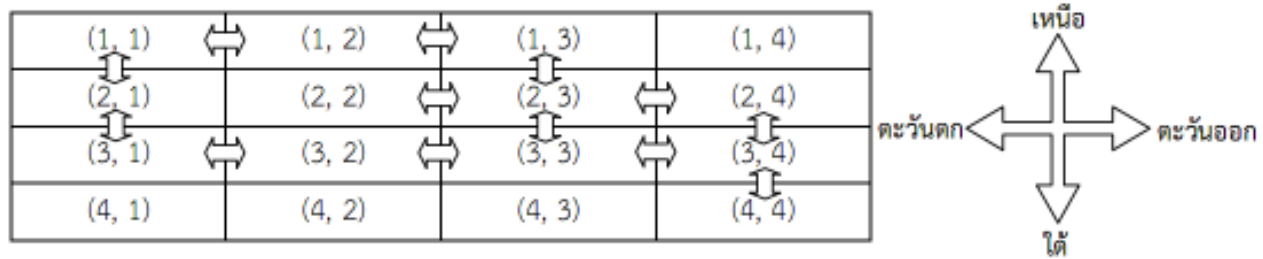 (1, 1) (1, 2) (1, 3) (1, 4)
(2, 1) (2, 2) (2, 3) (2, 4)
(3, 1) (3, 2) (3, 3) (3, 4)
(4, 1) (4, 2) (4, 3) (4, 4)
เหนือ
ตะวันตก
ตะวันออก
ใต้